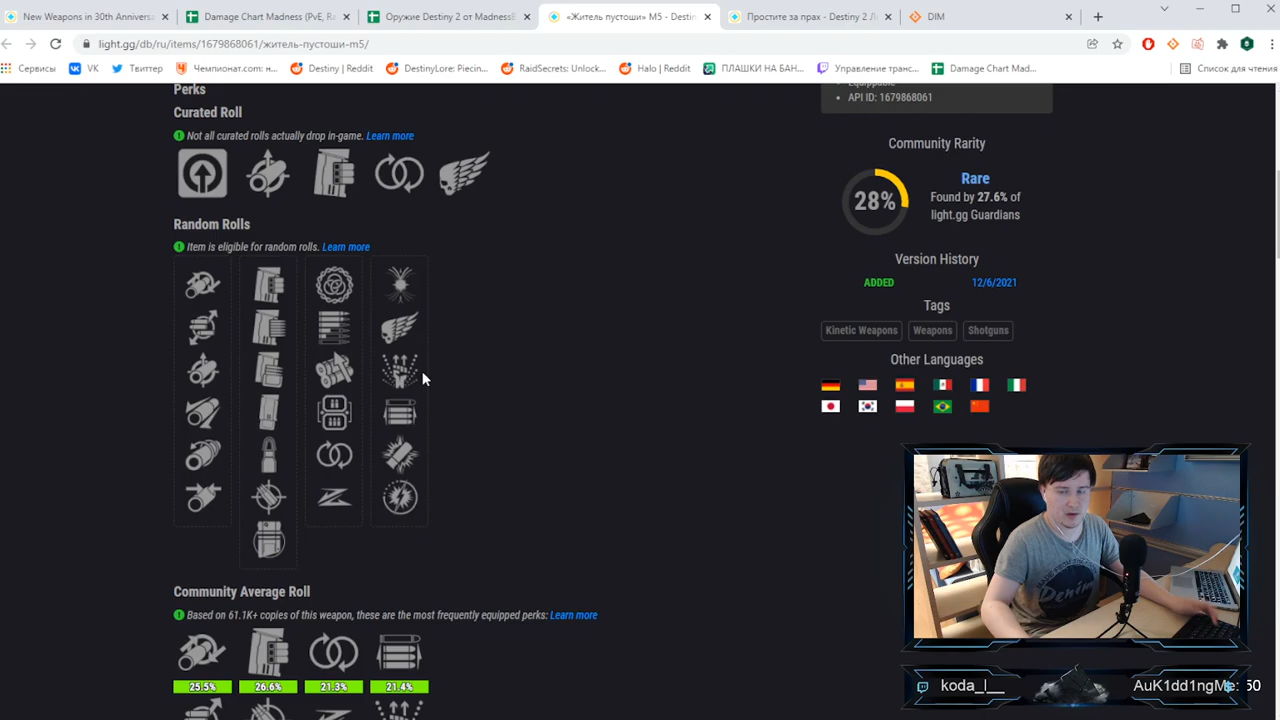 New Weapons in 30th Anniversa
Damage Chart Madness (PvE, Ra
Оружие Destiny 2 от MadnessB
«Житель пустоши» M5 - Destin
Простите за прах - Destiny 2 Л
DIM
light.gg/db/ru/items/1679868061/житель-пустоши-m5/
Сервисы
VK
Твиттер
Чемпионат.com: н...
Destiny | Reddit
DestinyLore: Piecin...
RaidSecrets: Unlock...
Halo | Reddit
ПЛАШКИ НА БАН...
Управление транс...
Damage Chart Mad...
Список для чтения
Perks
Curated Roll
Not all curated rolls actually drop in-game. Learn more
Random Rolls
Item is eligible for random rolls. Learn more
Community Average Roll
Based on 61.1K+ copies of this weapon, these are the most frequently equipped perks: Learn more
25.5%
26.6%
21.3%
21.4%
Equippable
API ID: 1679868061
Community Rarity
28%
Rare
Found by 27.6% of
light.gg Guardians
Version History
ADDED
12/6/2021
Tags
Kinetic Weapons
Weapons
Shotguns
Other Languages
koda_|__
AuK1dd1ngMe:
50